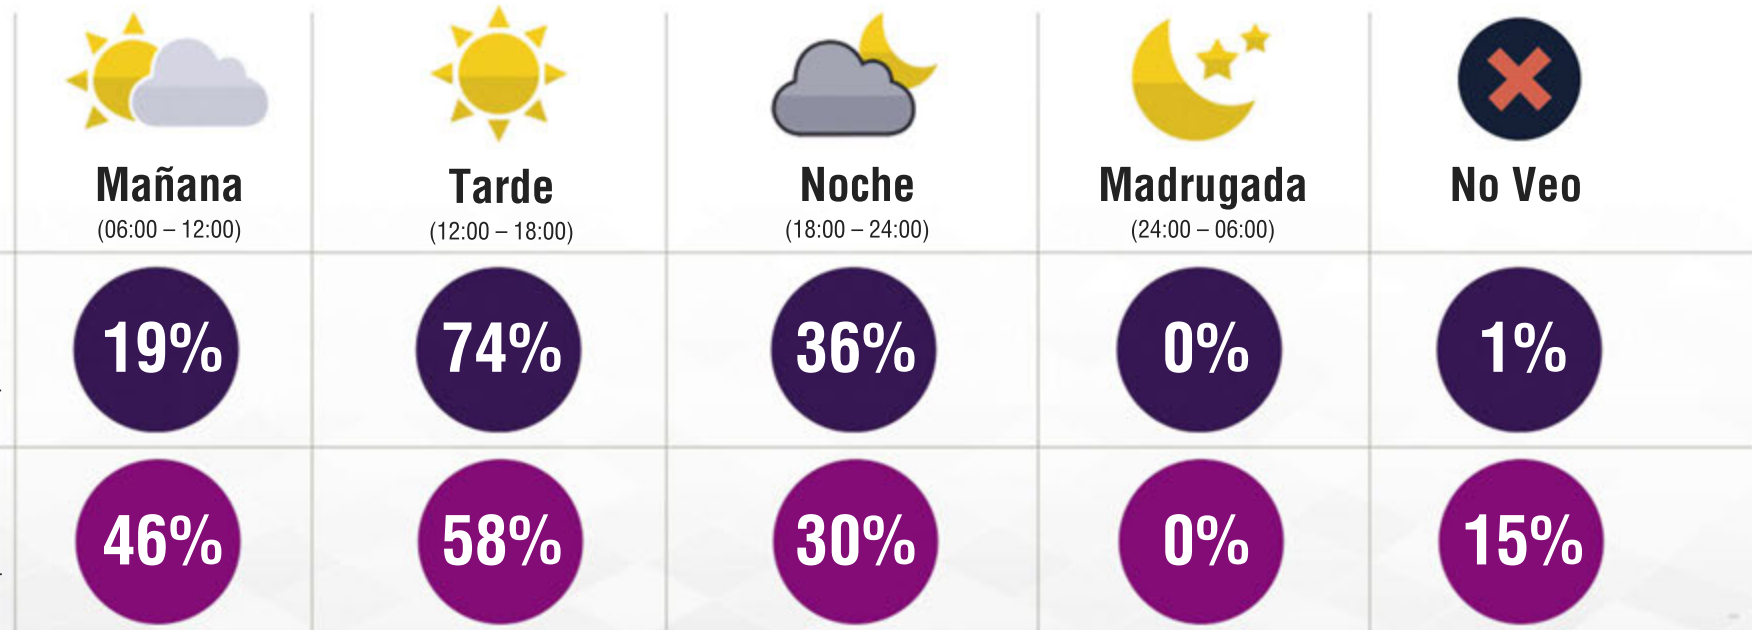 Mañana Tarde Noche Madrugada No Veo
(06:00 – 12:00) (12:00 – 18:00) (18:00 – 24:00) (24:00 – 06:00)
19% 74% 36% 0% 1%
46% 58% 30% 0% 15%